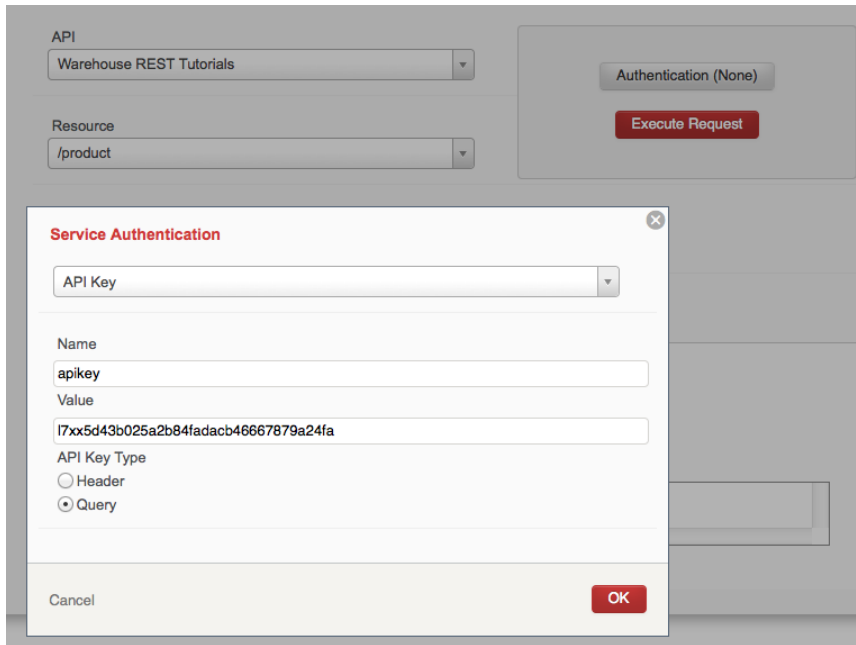 API
Warehouse REST Tutorials
Authentication (None)
Resource
Execute Request
/product
Service Authentication
API Key
Name
apikey
Value
l7xx5d43b025a2b84fadacb46667879a24fa
API Key Type
Header
Query
Cancel
OK